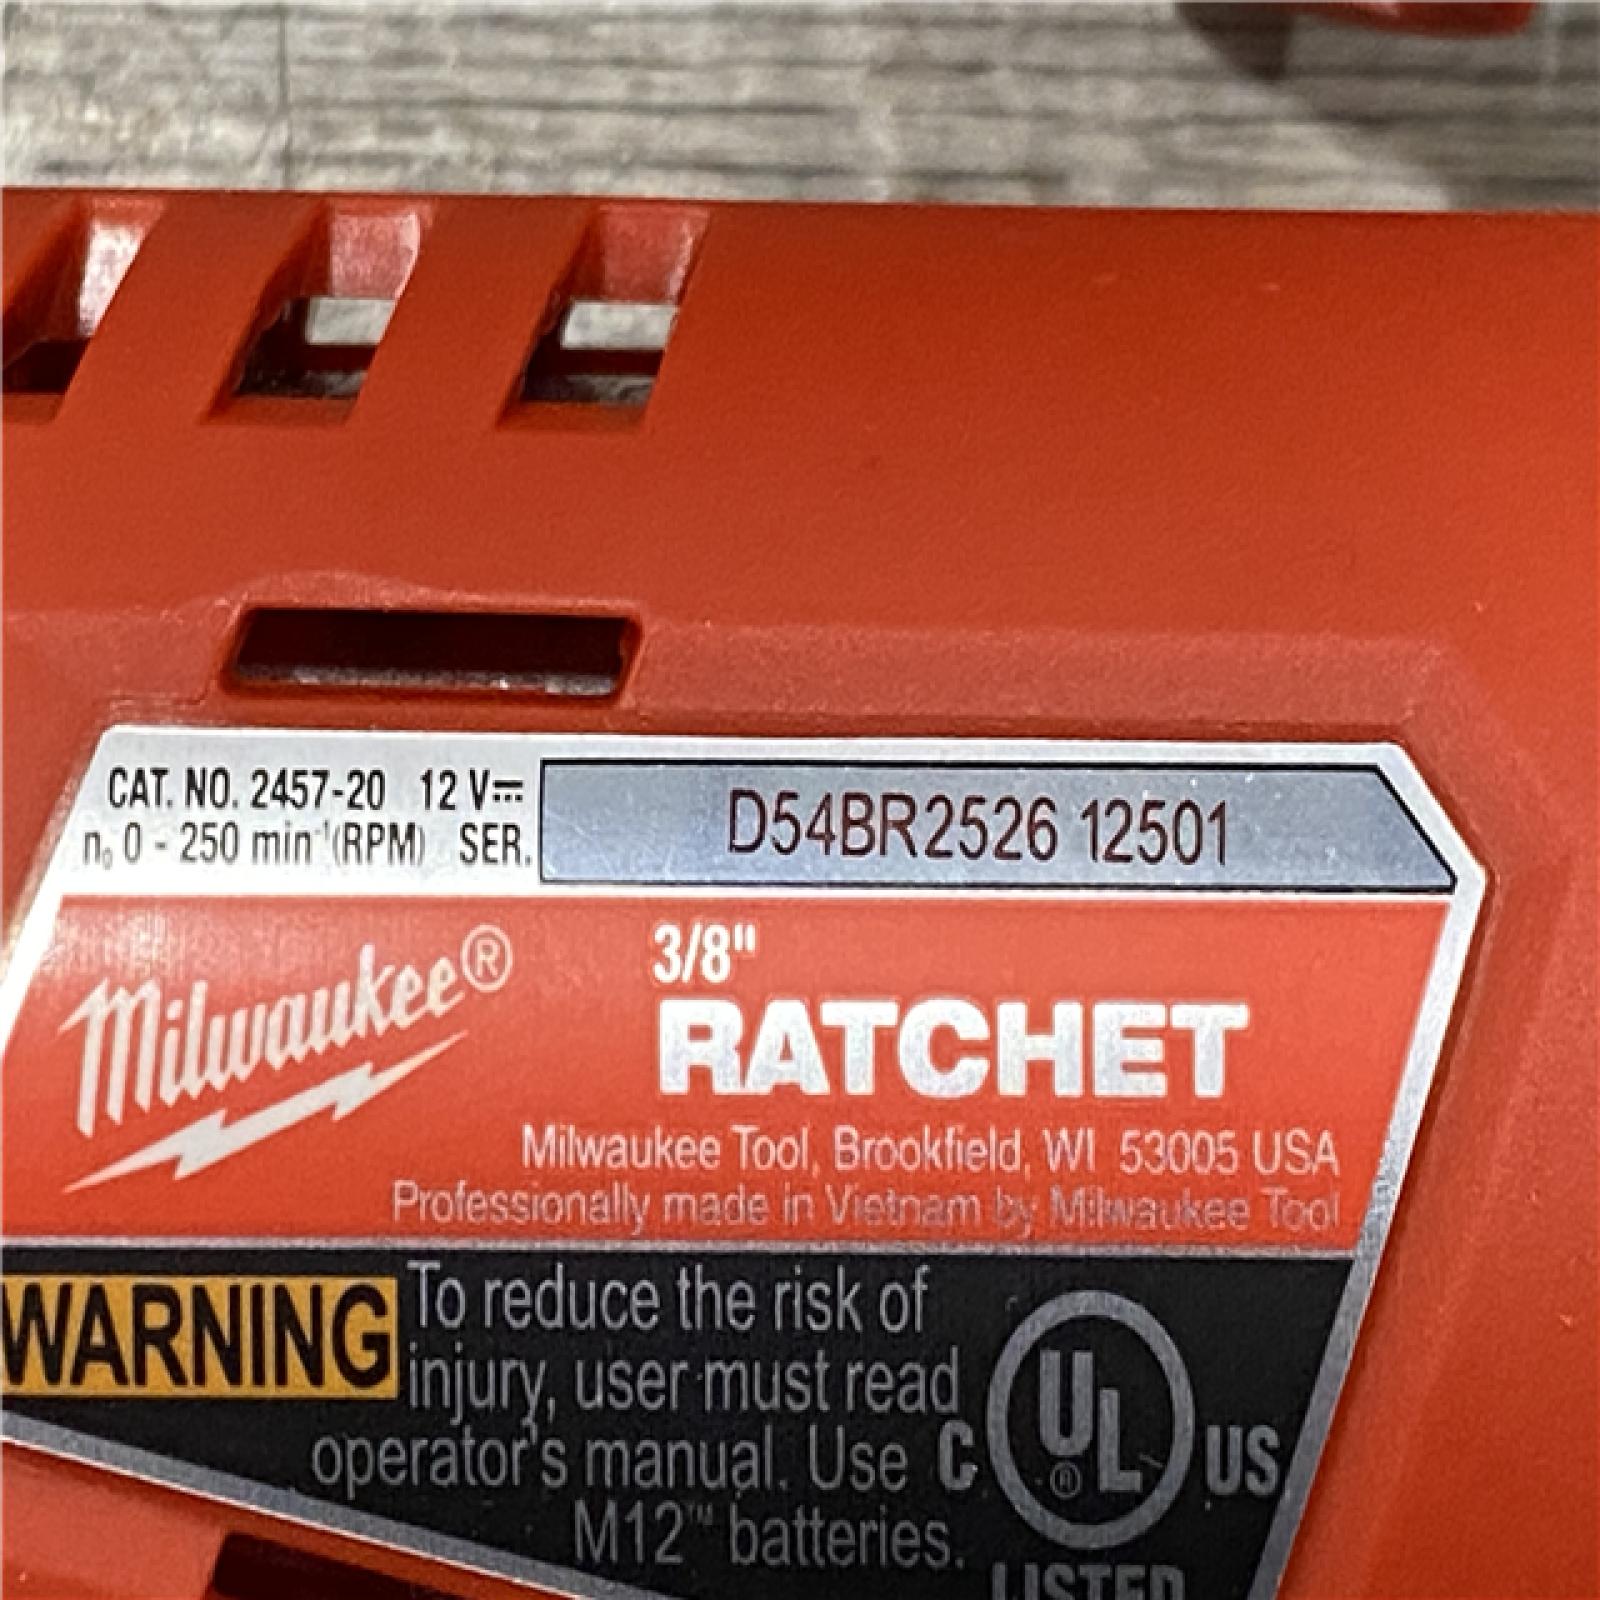 CAT. NO. 2457-20 12 V⎓
n₀ 0 - 250 min⁻¹(RPM) SER. D54BR2526 12501
Milwaukee®
3/8"
RATCHET
Milwaukee Tool, Brookfield, WI 53005 USA
Professionally made in Vietnam by Milwaukee Tool
WARNING To reduce the risk of
injury, user must read
operator's manual. Use
M12™ batteries.
C UL® US
LISTED